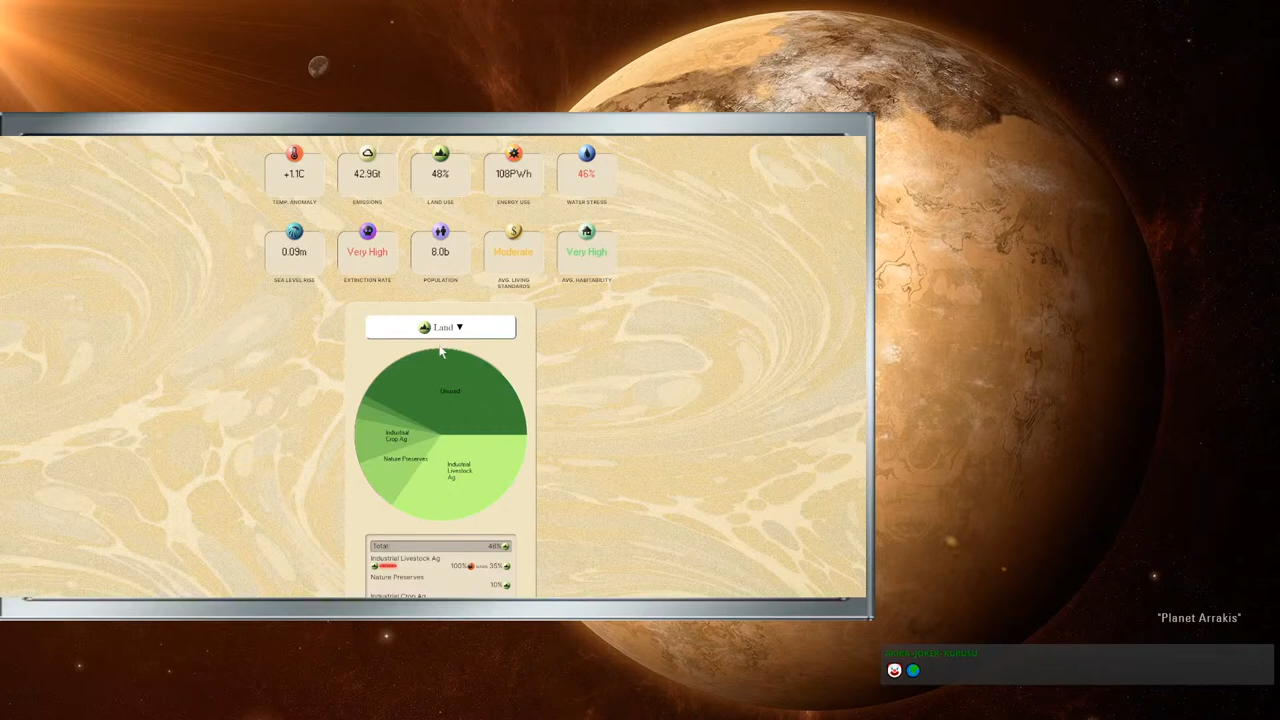 +1.1C
42.9Gt
48%
108PWh
46%
TEMP. ANOMALY
EMISSIONS
LAND USE
ENERGY USE
WATER STRESS
0.09m
Very High
8.0b
Moderate
Very High
SEA LEVEL RISE
EXTINCTION RATE
POPULATION
AVG. LIVING
STANDARDS
AVG. HABITABILITY
Land ▼
Unused
Industrial
Crop Ag
Nature Preserves
Industrial
Livestock
Ag
Total:
Industrial Livestock Ag
100%
35%
Nature Preserves
10%
Industrial Crop Ag
"Planet Arrakis"